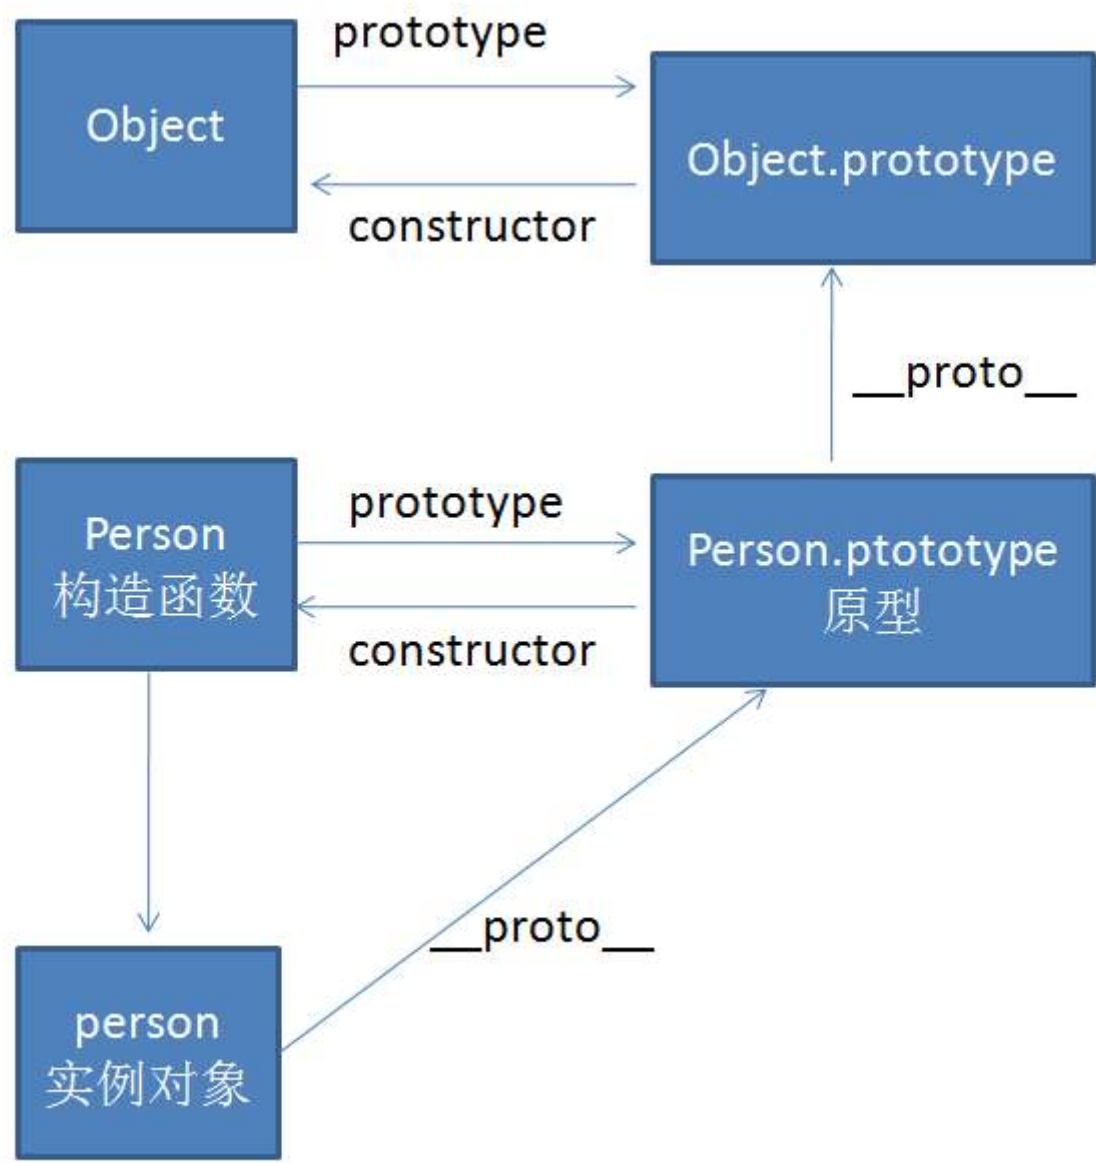 prototype
Object
Object.prototype
constructor
__proto__
Person
构造函数
prototype
Person.ptototype
原型
constructor
__proto__
person
实例对象